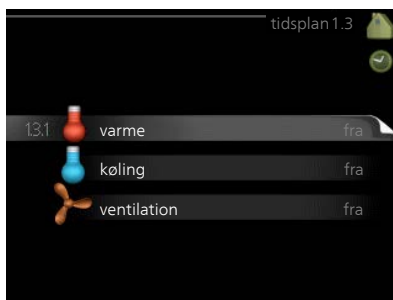 tidsplan 1.3
1.3.1 varme fra
køling fra
ventilation fra